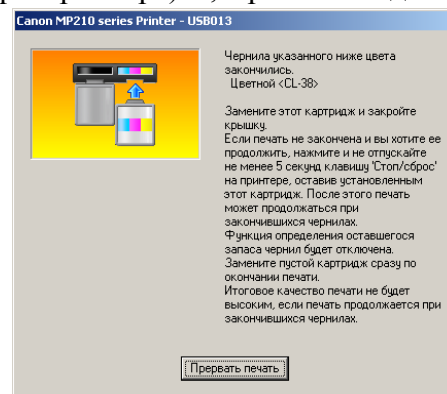 Canon MP210 series Printer - USB013
Чернила указанного ниже цвета
закончились.
Цветной <CL-38>
Замените этот картридж и закройте
крышку.
Если печать не закончена и вы хотите ее
продолжить, нажмите и не отпускайте
не менее 5 секунд клавишу 'Стоп/сброс'
на принтере, оставив установленным
этот картридж. После этого печать
может продолжаться при
закончившихся чернилах.
Функция определения оставшегося
запаса чернил будет отключена.
Замените пустой картридж сразу по
окончании печати.
Итоговое качество печати не будет
высоким, если печать продолжается при
закончившихся чернилах.
Прервать печать